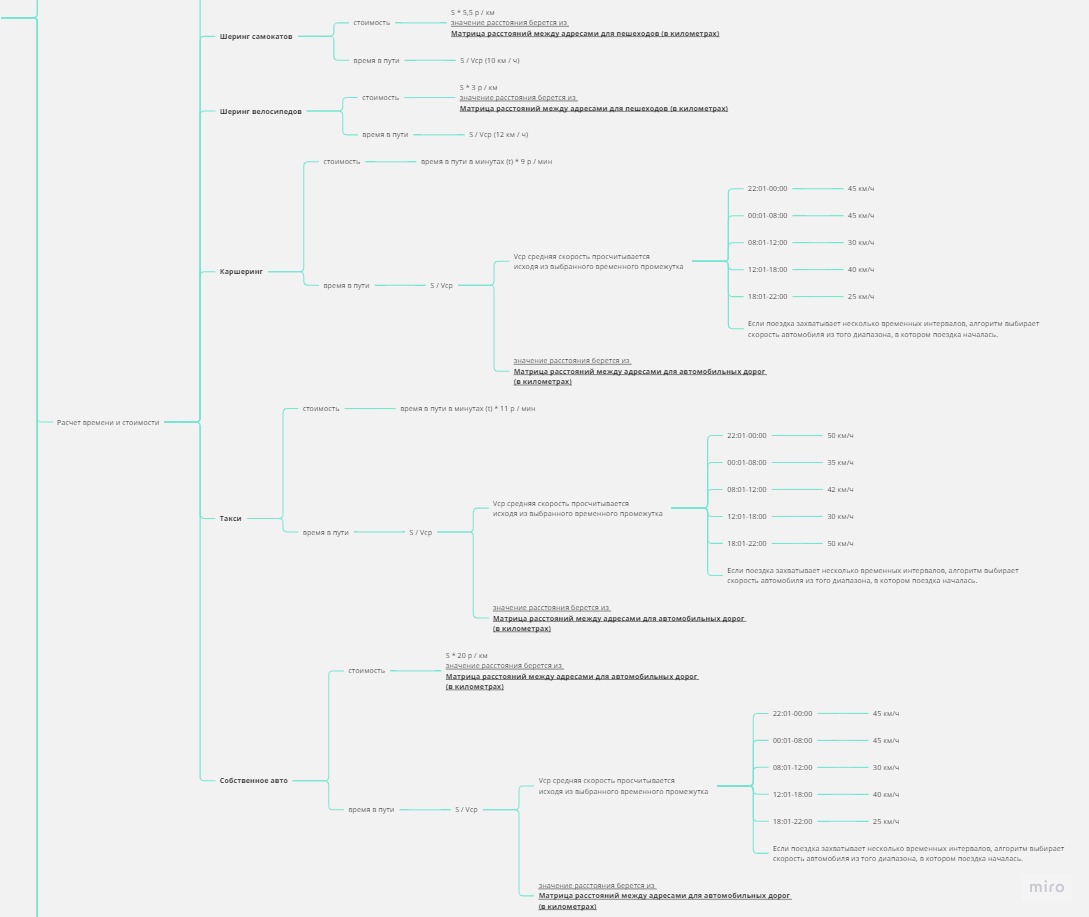 S * 5,5 р / км
стоимость
значение расстояния берется из
Матрица расстояний между адресами для пешеходов (в километрах)
Шеринг самокатов
время в пути
S / Vср (10 км / ч)
S * 3 р / км
стоимость
значение расстояния берется из
Матрица расстояний между адресами для пешеходов (в километрах)
Шеринг велосипедов
время в пути
S / Vср (12 км / ч)
стоимость
время в пути в минутах (t) * 9 р / мин
22:01-00:00
45 км/ч
00:01-08:00
45 км/ч
08:01-12:00
30 км/ч
Vср средняя скорость просчитывается
исходя из выбранного временного промежутка
12:01-18:00
40 км/ч
Каршеринг
время в пути
S / Vср
18:01-22:00
25 км/ч
Если поездка захватывает несколько временных интервалов, алгоритм выбирает
скорость автомобиля из того диапазона, в котором поездка началась.
значение расстояния берется из
Матрица расстояний между адресами для автомобильных дорог
(в километрах)
стоимость
время в пути в минутах (t) * 11 р / мин
Расчет времени и стоимости
22:01-00:00
50 км/ч
00:01-08:00
35 км/ч
08:01-12:00
42 км/ч
Vср средняя скорость просчитывается
исходя из выбранного временного промежутка
12:01-18:00
30 км/ч
Такси
время в пути
S / Vср
18:01-22:00
50 км/ч
Если поездка захватывает несколько временных интервалов, алгоритм выбирает
скорость автомобиля из того диапазона, в котором поездка началась.
значение расстояния берется из
Матрица расстояний между адресами для автомобильных дорог
(в километрах)
S * 20 р / км
стоимость
значение расстояния берется из
Матрица расстояний между адресами для автомобильных дорог
(в километрах)
22:01-00:00
45 км/ч
00:01-08:00
45 км/ч
08:01-12:00
30 км/ч
Собственное авто
Vср средняя скорость просчитывается
исходя из выбранного временного промежутка
12:01-18:00
40 км/ч
время в пути
S / Vср
18:01-22:00
25 км/ч
Если поездка захватывает несколько временных интервалов, алгоритм выбирает
скорость автомобиля из того диапазона, в котором поездка началась.
значение расстояния берется из
Матрица расстояний между адресами для автомобильных дорог
(в километрах)
miro